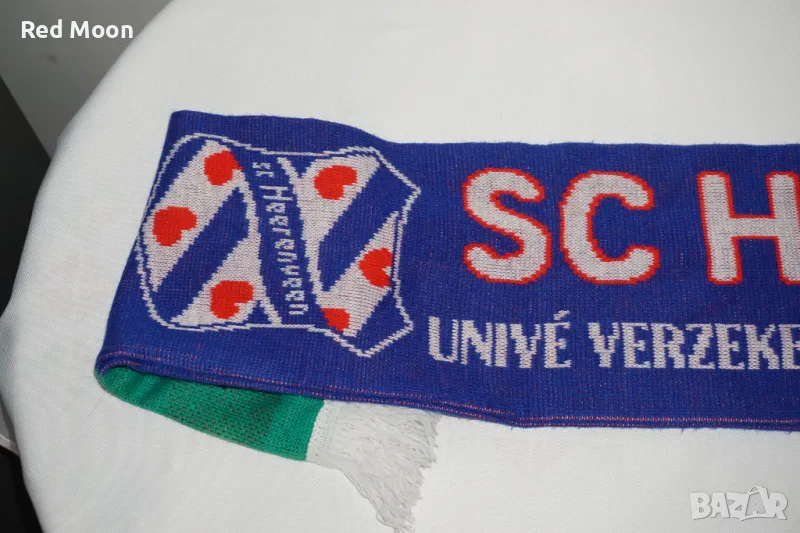 Red Moon
sc Heerenveen
SC H
UNIVÉ VERZEKE
BAZAR